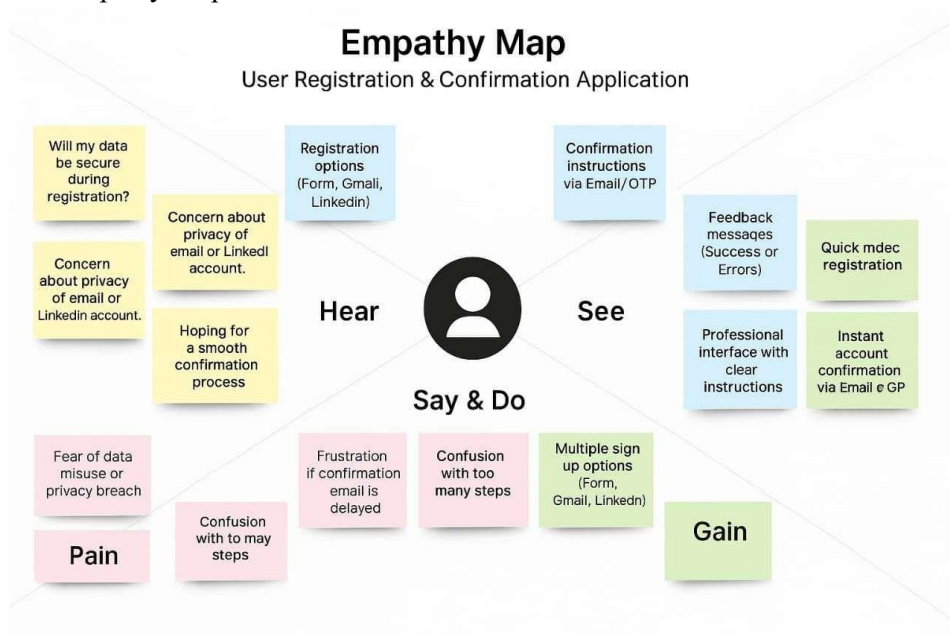 Empathy Map
User Registration & Confirmation Application
Will my data
be secure
during
registration?
Concern about
privacy of
email or LinkedI
account.
Concern
about privacy
of email or
Linkedin account.
Hoping for
a smooth
confirmation
process
Registration
options
(Form, Gmali,
Linkedin)
Hear
Confirmation
instructions
via Email/OTP
See
Feedback
messaqes
(Success or
Errors)
Quick mdec
registration
Professional
interface with
clear
instructions
Instant
account
confirmation
via Email e GP
Say & Do
Fear of data
misuse or
privacy breach
Pain
Confusion
with to may
steps
Frustration
if confirmation
email is
delayed
Confusion
with too
many steps
Multiple sign
up options
(Form,
Gmail, Linkedn)
Gain